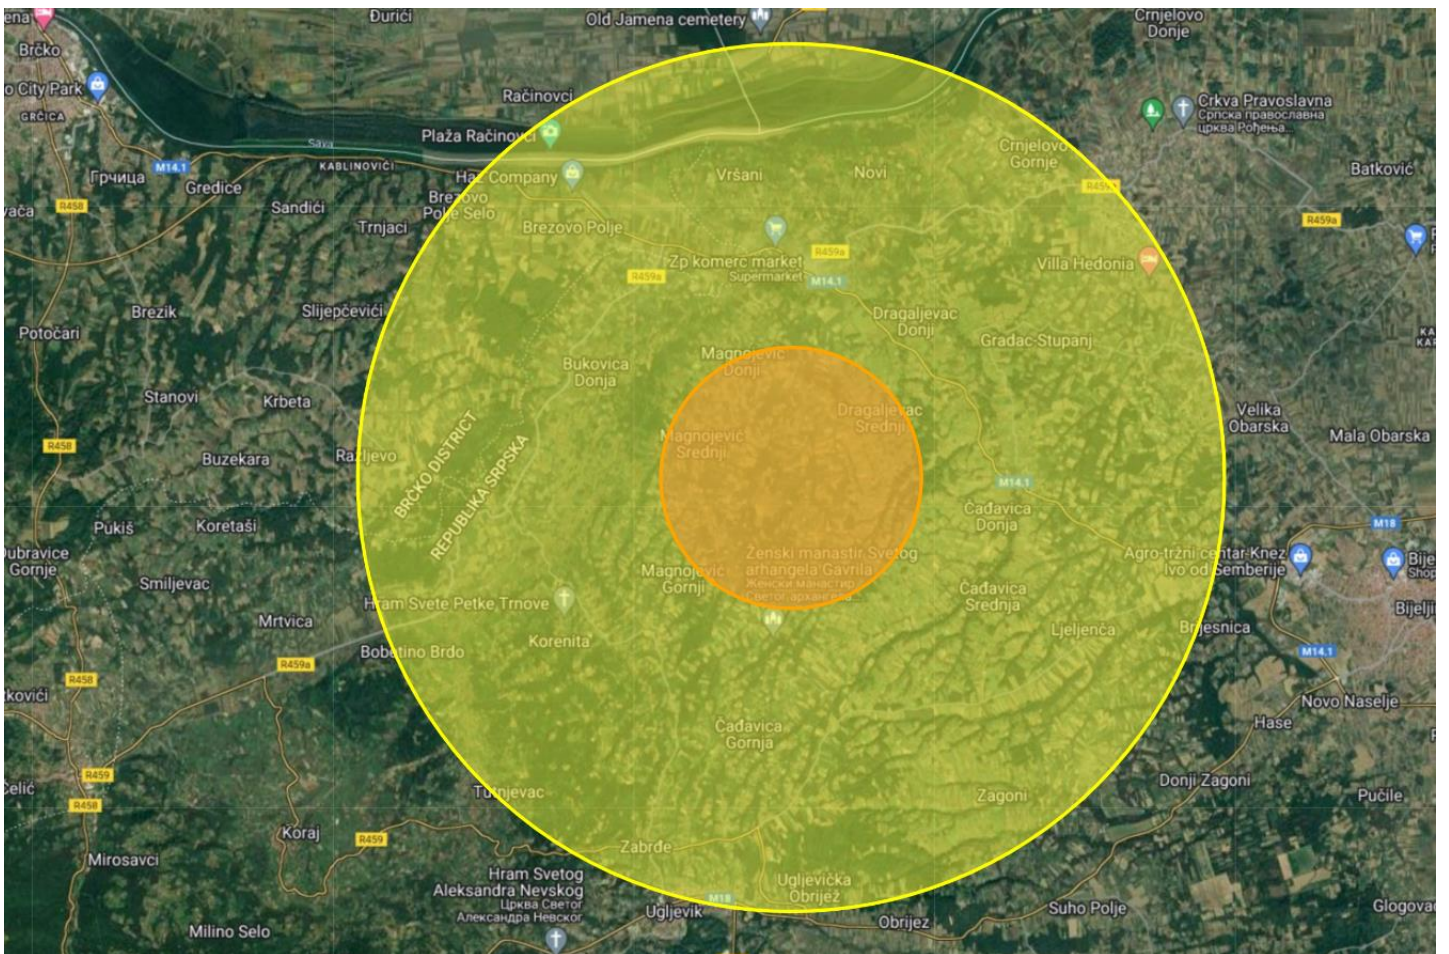 Đurići
Old Jamena cemetery
Crnjelovo
Donje
Brčko
o City Park
GRČICA
Račinovci
Plaža Račinovci
Crkva Pravoslavna
Српска православна
црква Рођења...
Sava
KABLINOVIĆI
Crnjelovo
Gornje
M14.1
Грчица
Gredice
Haz Company
Vršani
Novi
R459a
Batković
R458
Sandići
Brezovo
Polje Selo
R459a
Trnjaci
Brezovo Polje
Zp komerc market
Supermarket
R459a
R459a
M14.1
Villa Hedonia
Brezik
Slijepčevići
Dragaljevac
Donji
Potočari
Gradac-Stupanj
Bukovica
Donja
Magnojević
Donji
Stanovi
Krbeta
Dragaljevac
Srednji
Velika
Obarska
Mala Obarska
R458
Buzekara
Razljevo
BRČKO DISTRICT
REPUBLIKA SRPSKA
Magnojević
Srednji
M14.1
Pukiš
Koretaši
Čađavica
Donja
M18
Dubravice
Gornje
Smiljevac
Magnojević
Gornji
Ženski manastir Svetog
arhangela Gavrila
Женски манастир
Светог архангела...
Agro-tržni centar Knez
Ivo od Semberije
Bije
Shop
Hram Svete Petke Trnove
Čađavica
Srednja
Bijelji
Mrtvica
Korenita
Ljeljenča
Brijesnica
Bobetino Brdo
M14.1
R459a
R458
tkovići
Novo Naselje
Hase
Čađavica
Gornja
R459
Čelić
R458
Tutnjevac
Zagoni
Donji Zagoni
Pučile
Koraj
R459
Zabrđe
Mirosavci
Hram Svetog
Aleksandra Nevskog
Црква Светог
Александра Невског
Ugljevička
Obrijež
M18
Ugljevik
Obrijež
Suho Polje
Glogovac
Milino Selo